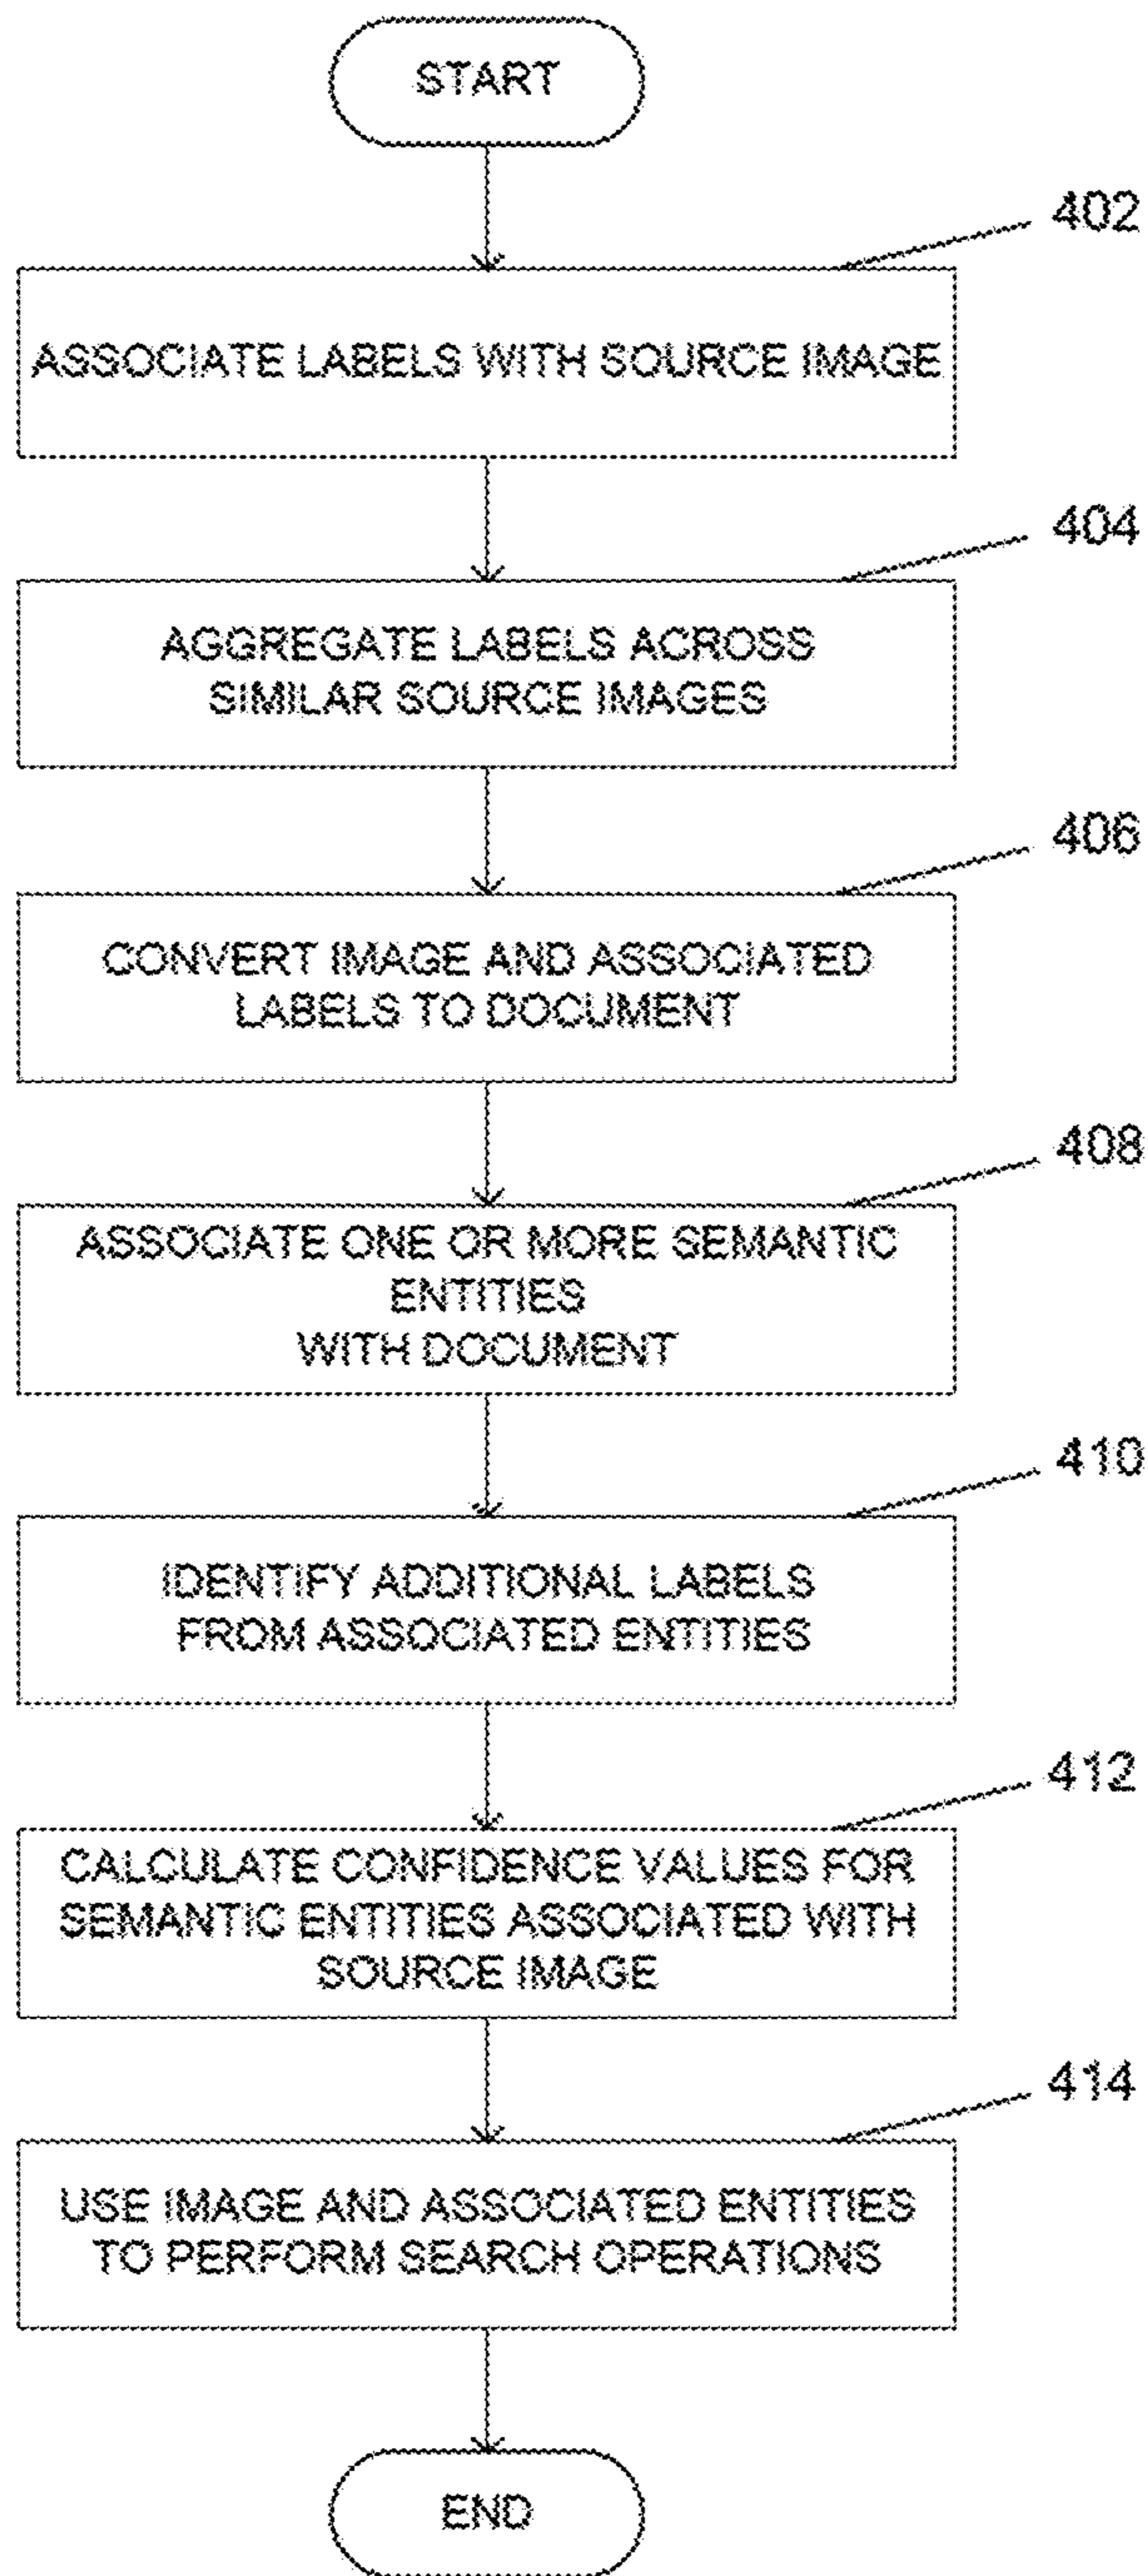 START
402
ASSOCIATE LABELS WITH SOURCE IMAGE
404
AGGREGATE LABELS ACROSS
SIMILAR SOURCE IMAGES
406
CONVERT IMAGE AND ASSOCIATED
LABELS TO DOCUMENT
408
ASSOCIATE ONE OR MORE SEMANTIC
ENTITIES
WITH DOCUMENT
410
IDENTIFY ADDITIONAL LABELS
FROM ASSOCIATED ENTITIES
412
CALCULATE CONFIDENCE VALUES FOR
SEMANTIC ENTITIES ASSOCIATED WITH
SOURCE IMAGE
414
USE IMAGE AND ASSOCIATED ENTITIES
TO PERFORM SEARCH OPERATIONS
END